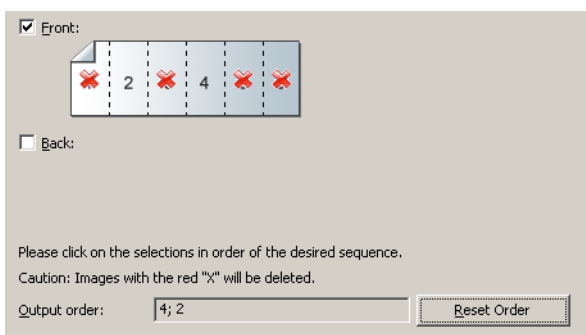 Front:
2 4
Back:
Please click on the selections in order of the desired sequence.
Caution: Images with the red "X" will be deleted.
Output order: 4; 2 Reset Order